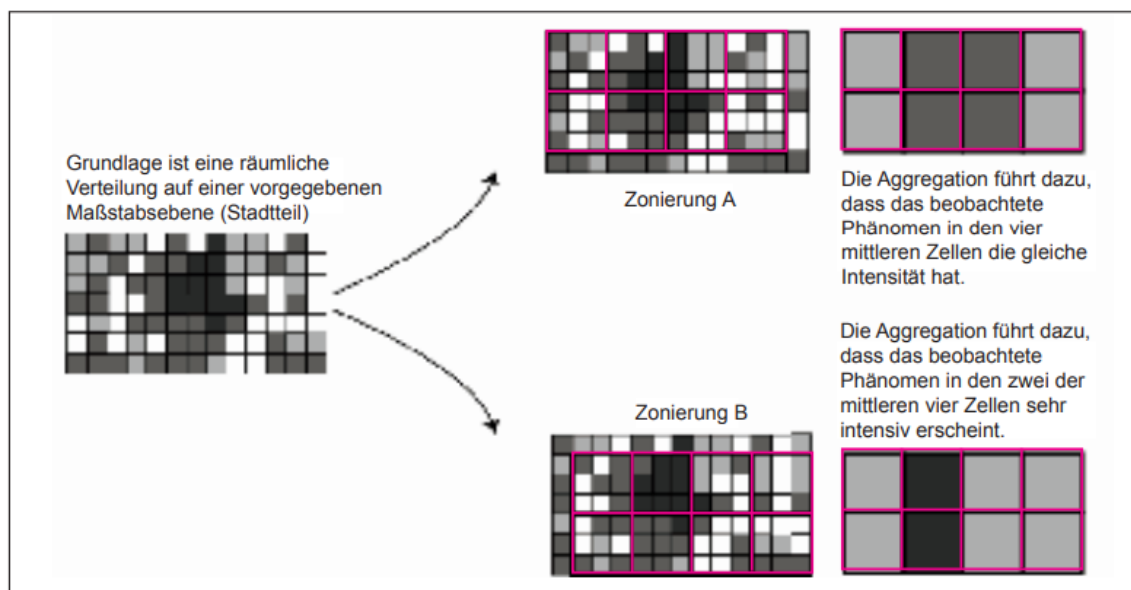 Grundlage ist eine räumliche
Verteilung auf einer vorgegebenen
Maßstabsebene (Stadtteil)
Zonierung A
Die Aggregation führt dazu,
dass das beobachtete
Phänomen in den vier
mittleren Zellen die gleiche
Intensität hat.
Zonierung B
Die Aggregation führt dazu,
dass das beobachtete
Phänomen in den zwei der
mittleren vier Zellen sehr
intensiv erscheint.